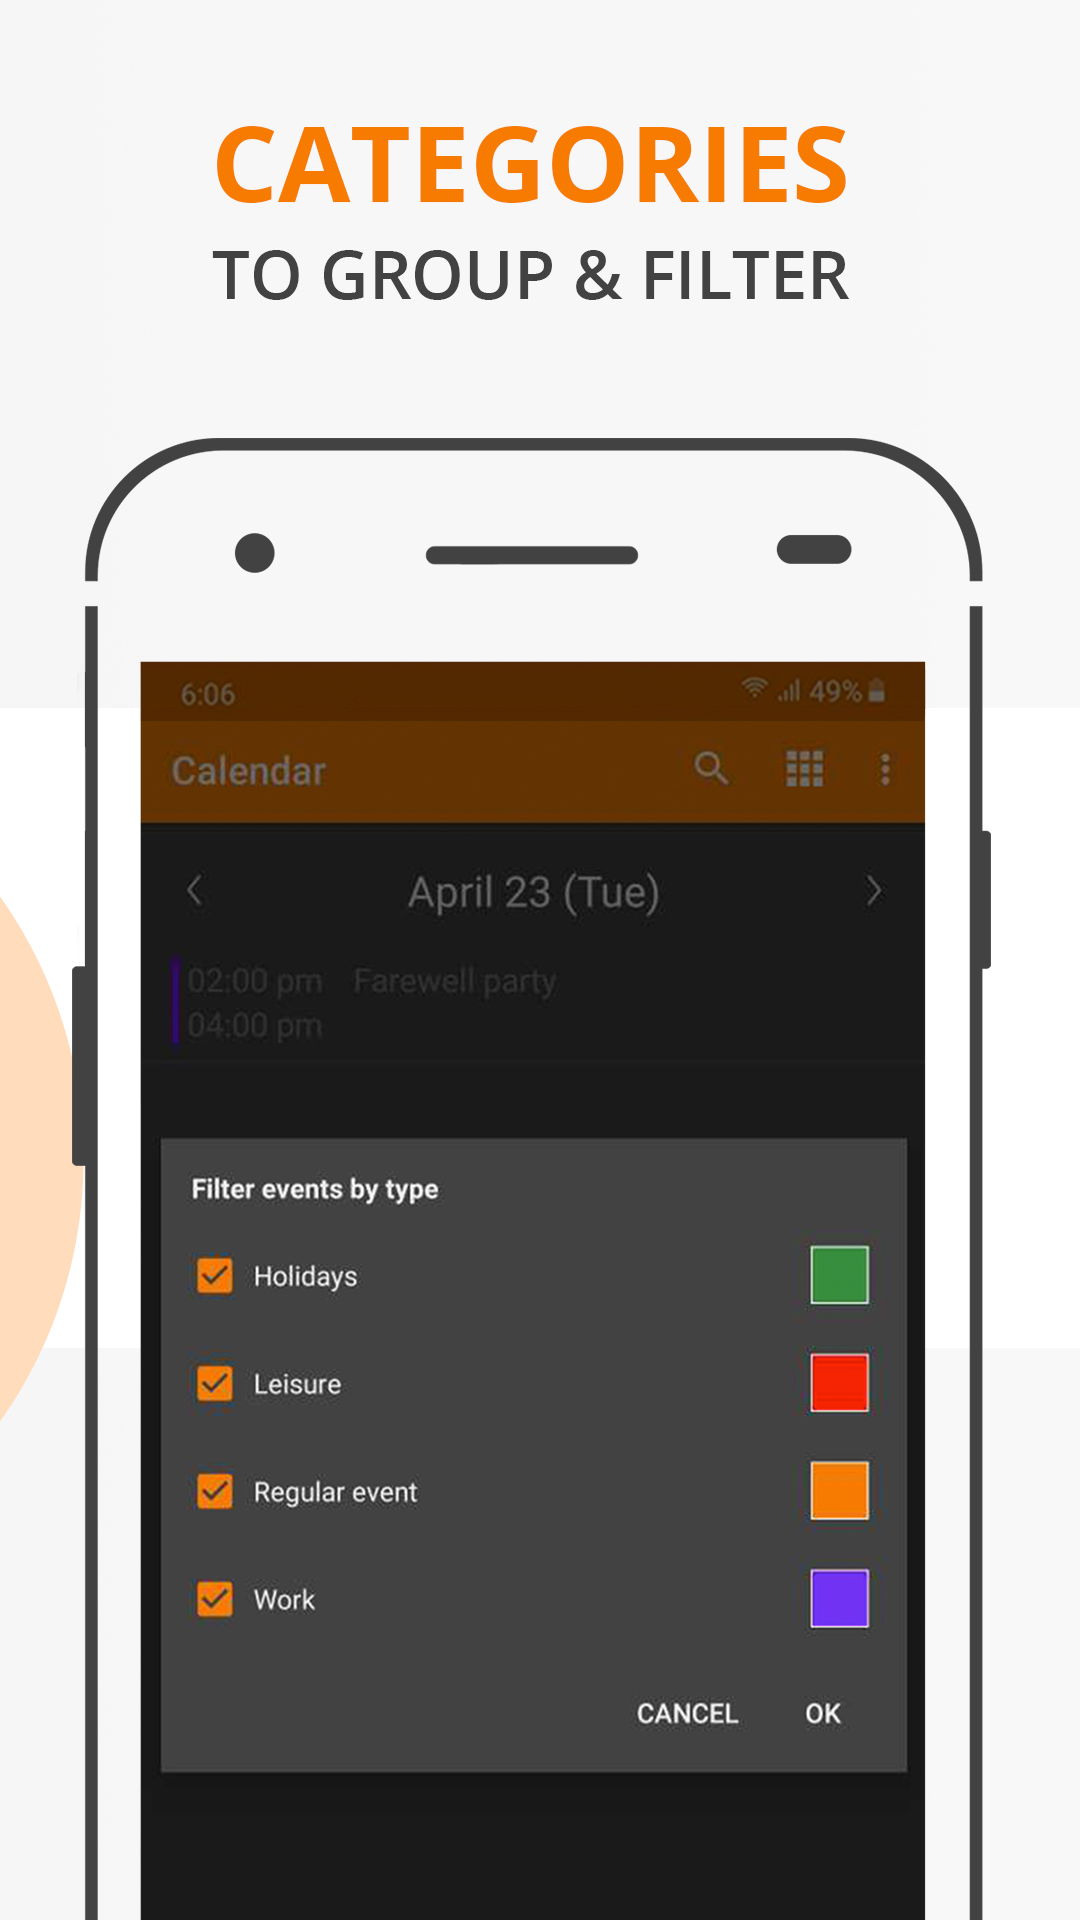 CATEGORIES
TO GROUP & FILTER
6:06 49%
Calendar
April 23 (Tue)
02:00 pm Farewell party
04:00 pm
Filter events by type
Holidays
Leisure
Regular event
Work
CANCEL OK